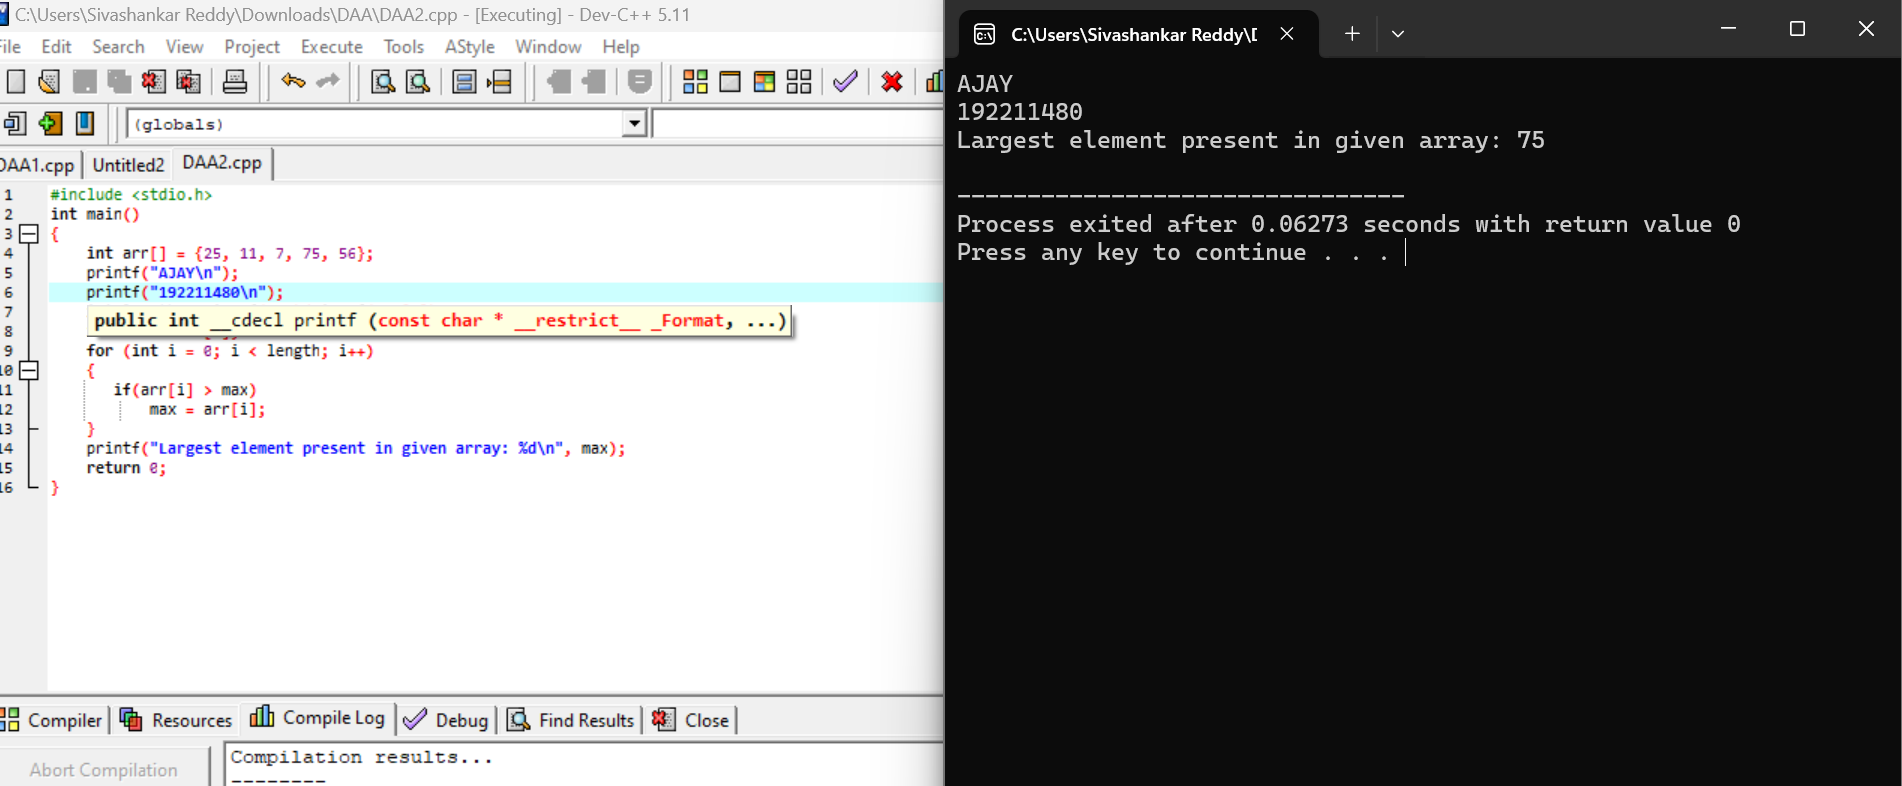 C:\Users\Sivashankar Reddy\Downloads\DAA\DAA2.cpp - [Executing] - Dev-C++ 5.11
File Edit Search View Project Execute Tools AStyle Window Help
(globals)
DAA1.cpp Untitled2 DAA2.cpp
1 #include <stdio.h>
2 int main()
3 {
4 int arr[] = {25, 11, 7, 75, 56};
5 printf("AJAY\n");
6 printf("192211480\n");
7 public int __cdecl printf (const char * __restrict__ _Format, ...)
8
9 for (int i = 0; i < length; i++)
10 {
11 if(arr[i] > max)
12 max = arr[i];
13 }
14 printf("Largest element present in given array: %d\n", max);
15 return 0;
16 }
Compiler Resources Compile Log Debug Find Results Close
Abort Compilation
Compilation results...
--------
C:\Users\Sivashankar Reddy\D
AJAY
192211480
Largest element present in given array: 75
--------------------------------
Process exited after 0.06273 seconds with return value 0
Press any key to continue . . .